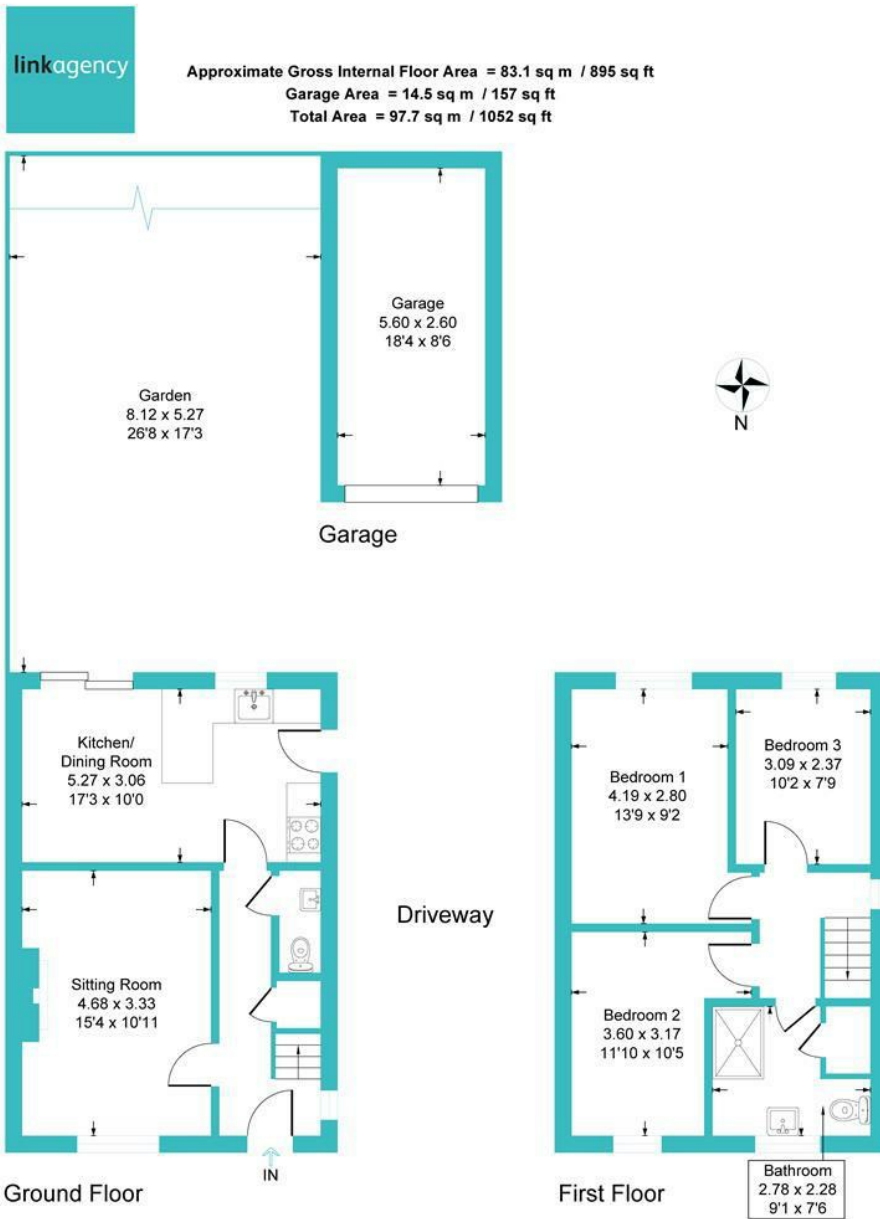 linkagency
Approximate Gross Internal Floor Area = 83.1 sq m / 895 sq ft
Garage Area = 14.5 sq m / 157 sq ft
Total Area = 97.7 sq m / 1052 sq ft
Garage
5.60 x 2.60
18'4 x 8'6
Garden
8.12 x 5.27
26'8 x 17'3
N
Garage
Kitchen/
Dining Room
5.27 x 3.06
17'3 x 10'0
Bedroom 1
4.19 x 2.80
13'9 x 9'2
Bedroom 3
3.09 x 2.37
10'2 x 7'9
Driveway
Sitting Room
4.68 x 3.33
15'4 x 10'11
Bedroom 2
3.60 x 3.17
11'10 x 10'5
IN
Ground Floor
First Floor
Bathroom
2.78 x 2.28
9'1 x 7'6